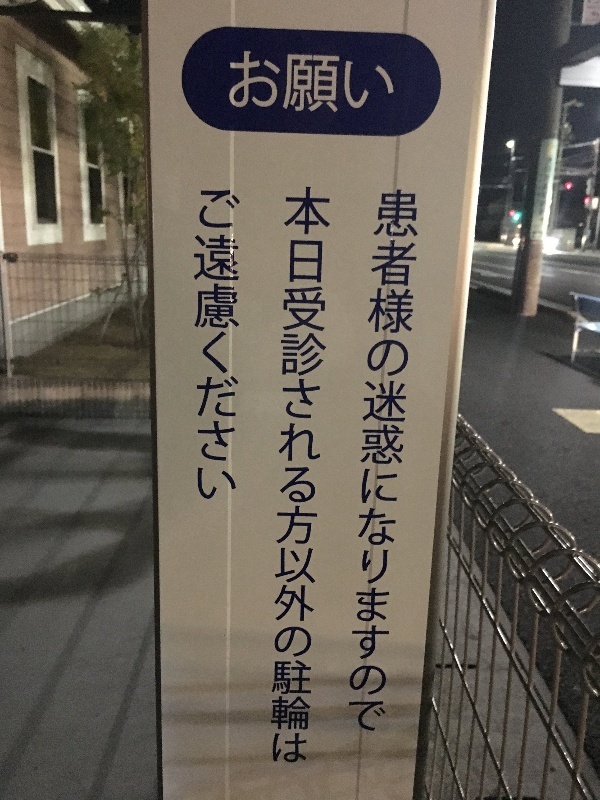 お願い
患者様の迷惑になりますので
本日受診される方以外の駐輪は
ご遠慮ください